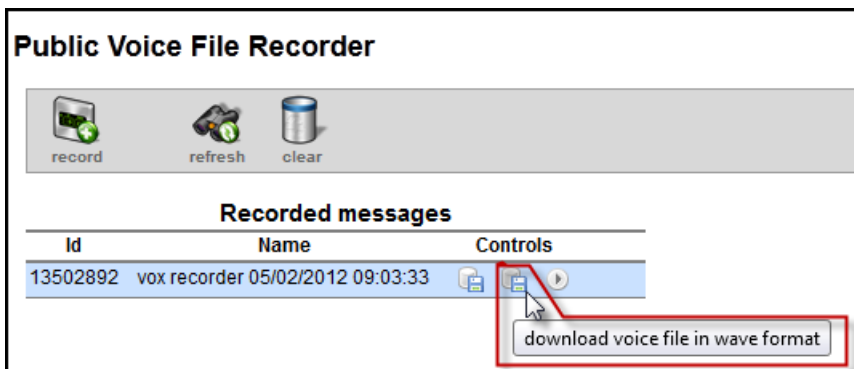 Public Voice File Recorder
record refresh clear
Recorded messages
Id Name Controls
13502892 vox recorder 05/02/2012 09:03:33
download voice file in wave format